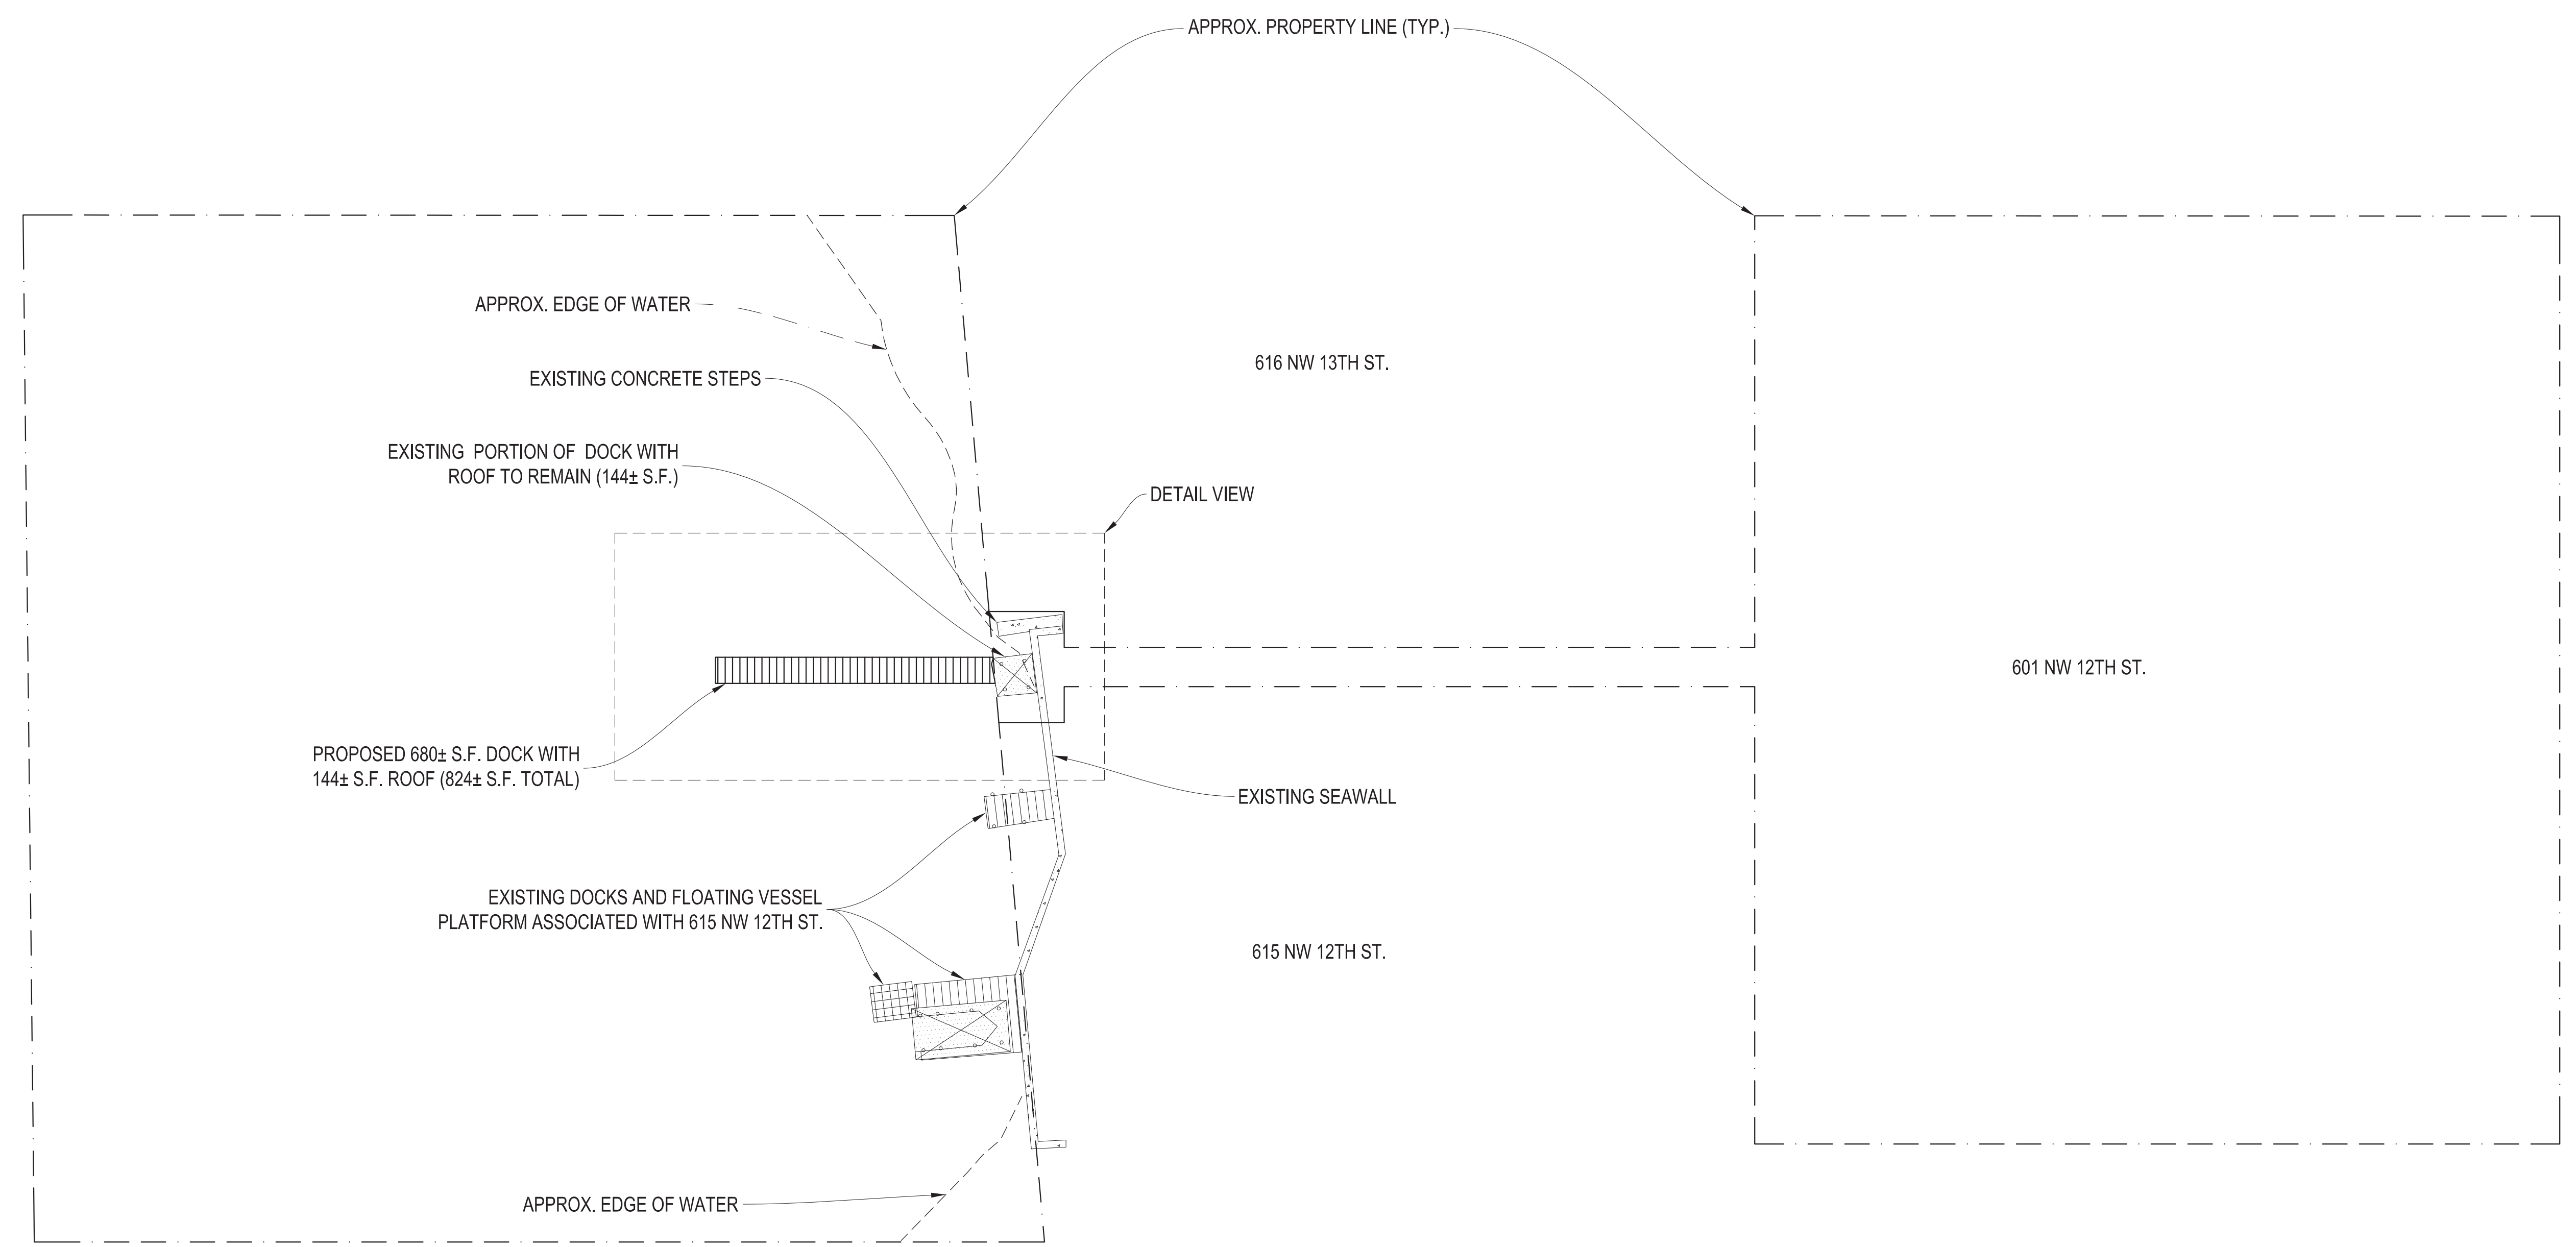 APPROX. PROPERTY LINE (TYP.)
APPROX. EDGE OF WATER
616 NW 13TH ST.
EXISTING CONCRETE STEPS
EXISTING PORTION OF DOCK WITH
ROOF TO REMAIN (144± S.F.)
DETAIL VIEW
601 NW 12TH ST.
PROPOSED 680± S.F. DOCK WITH
144± S.F. ROOF (824± S.F. TOTAL)
EXISTING SEAWALL
EXISTING DOCKS AND FLOATING VESSEL
PLATFORM ASSOCIATED WITH 615 NW 12TH ST.
615 NW 12TH ST.
APPROX. EDGE OF WATER